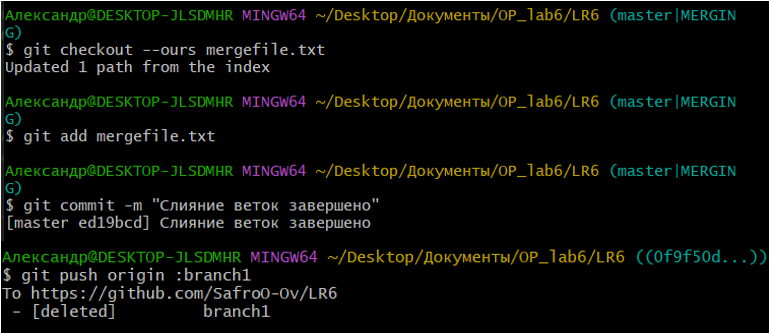 Александр@DESKTOP-JLSDMHR MINGW64 ~/Desktop/Документы/OP_lab6/LR6 (master|MERGIN
G)
$ git checkout --ours mergefile.txt
Updated 1 path from the index
Александр@DESKTOP-JLSDMHR MINGW64 ~/Desktop/Документы/OP_lab6/LR6 (master|MERGIN
G)
$ git add mergefile.txt
Александр@DESKTOP-JLSDMHR MINGW64 ~/Desktop/Документы/OP_lab6/LR6 (master|MERGIN
G)
$ git commit -m "Слияние веток завершено"
[master ed19bcd] Слияние веток завершено
Александр@DESKTOP-JLSDMHR MINGW64 ~/Desktop/Документы/OP_lab6/LR6 ((0f9f50d...))
$ git push origin :branch1
To https://github.com/SafroO-Ov/LR6
 - [deleted]         branch1